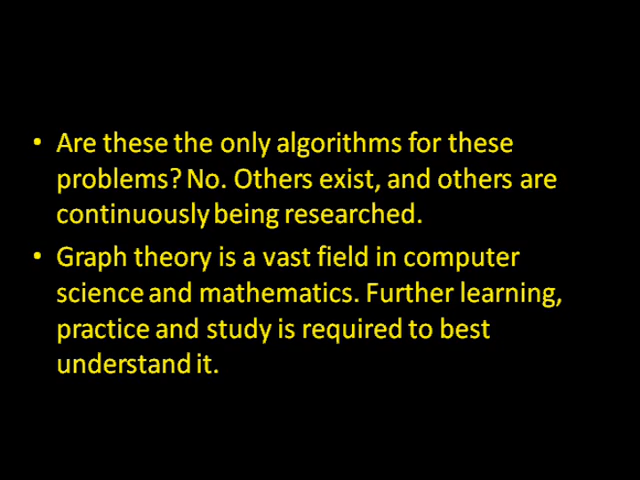 • Are these the only algorithms for these
problems? No. Others exist, and others are
continuously being researched.
• Graph theory is a vast field in computer
science and mathematics. Further learning,
practice and study is required to best
understand it.